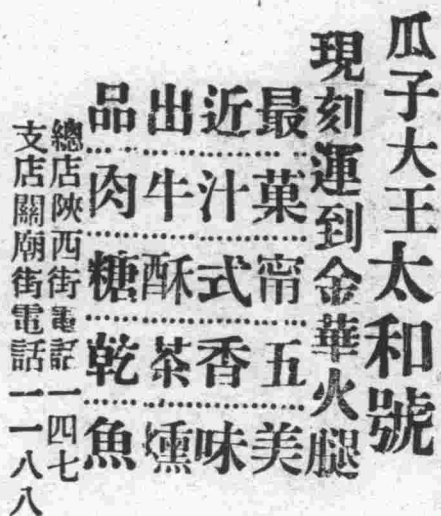 瓜子大王太和號
現刻運到金華火腿
最近出品
菓汁牛肉
甯式酥糖
五香茶乾
美味燻魚
總店陝西街電話一四七
支店關廟街電話一一八八